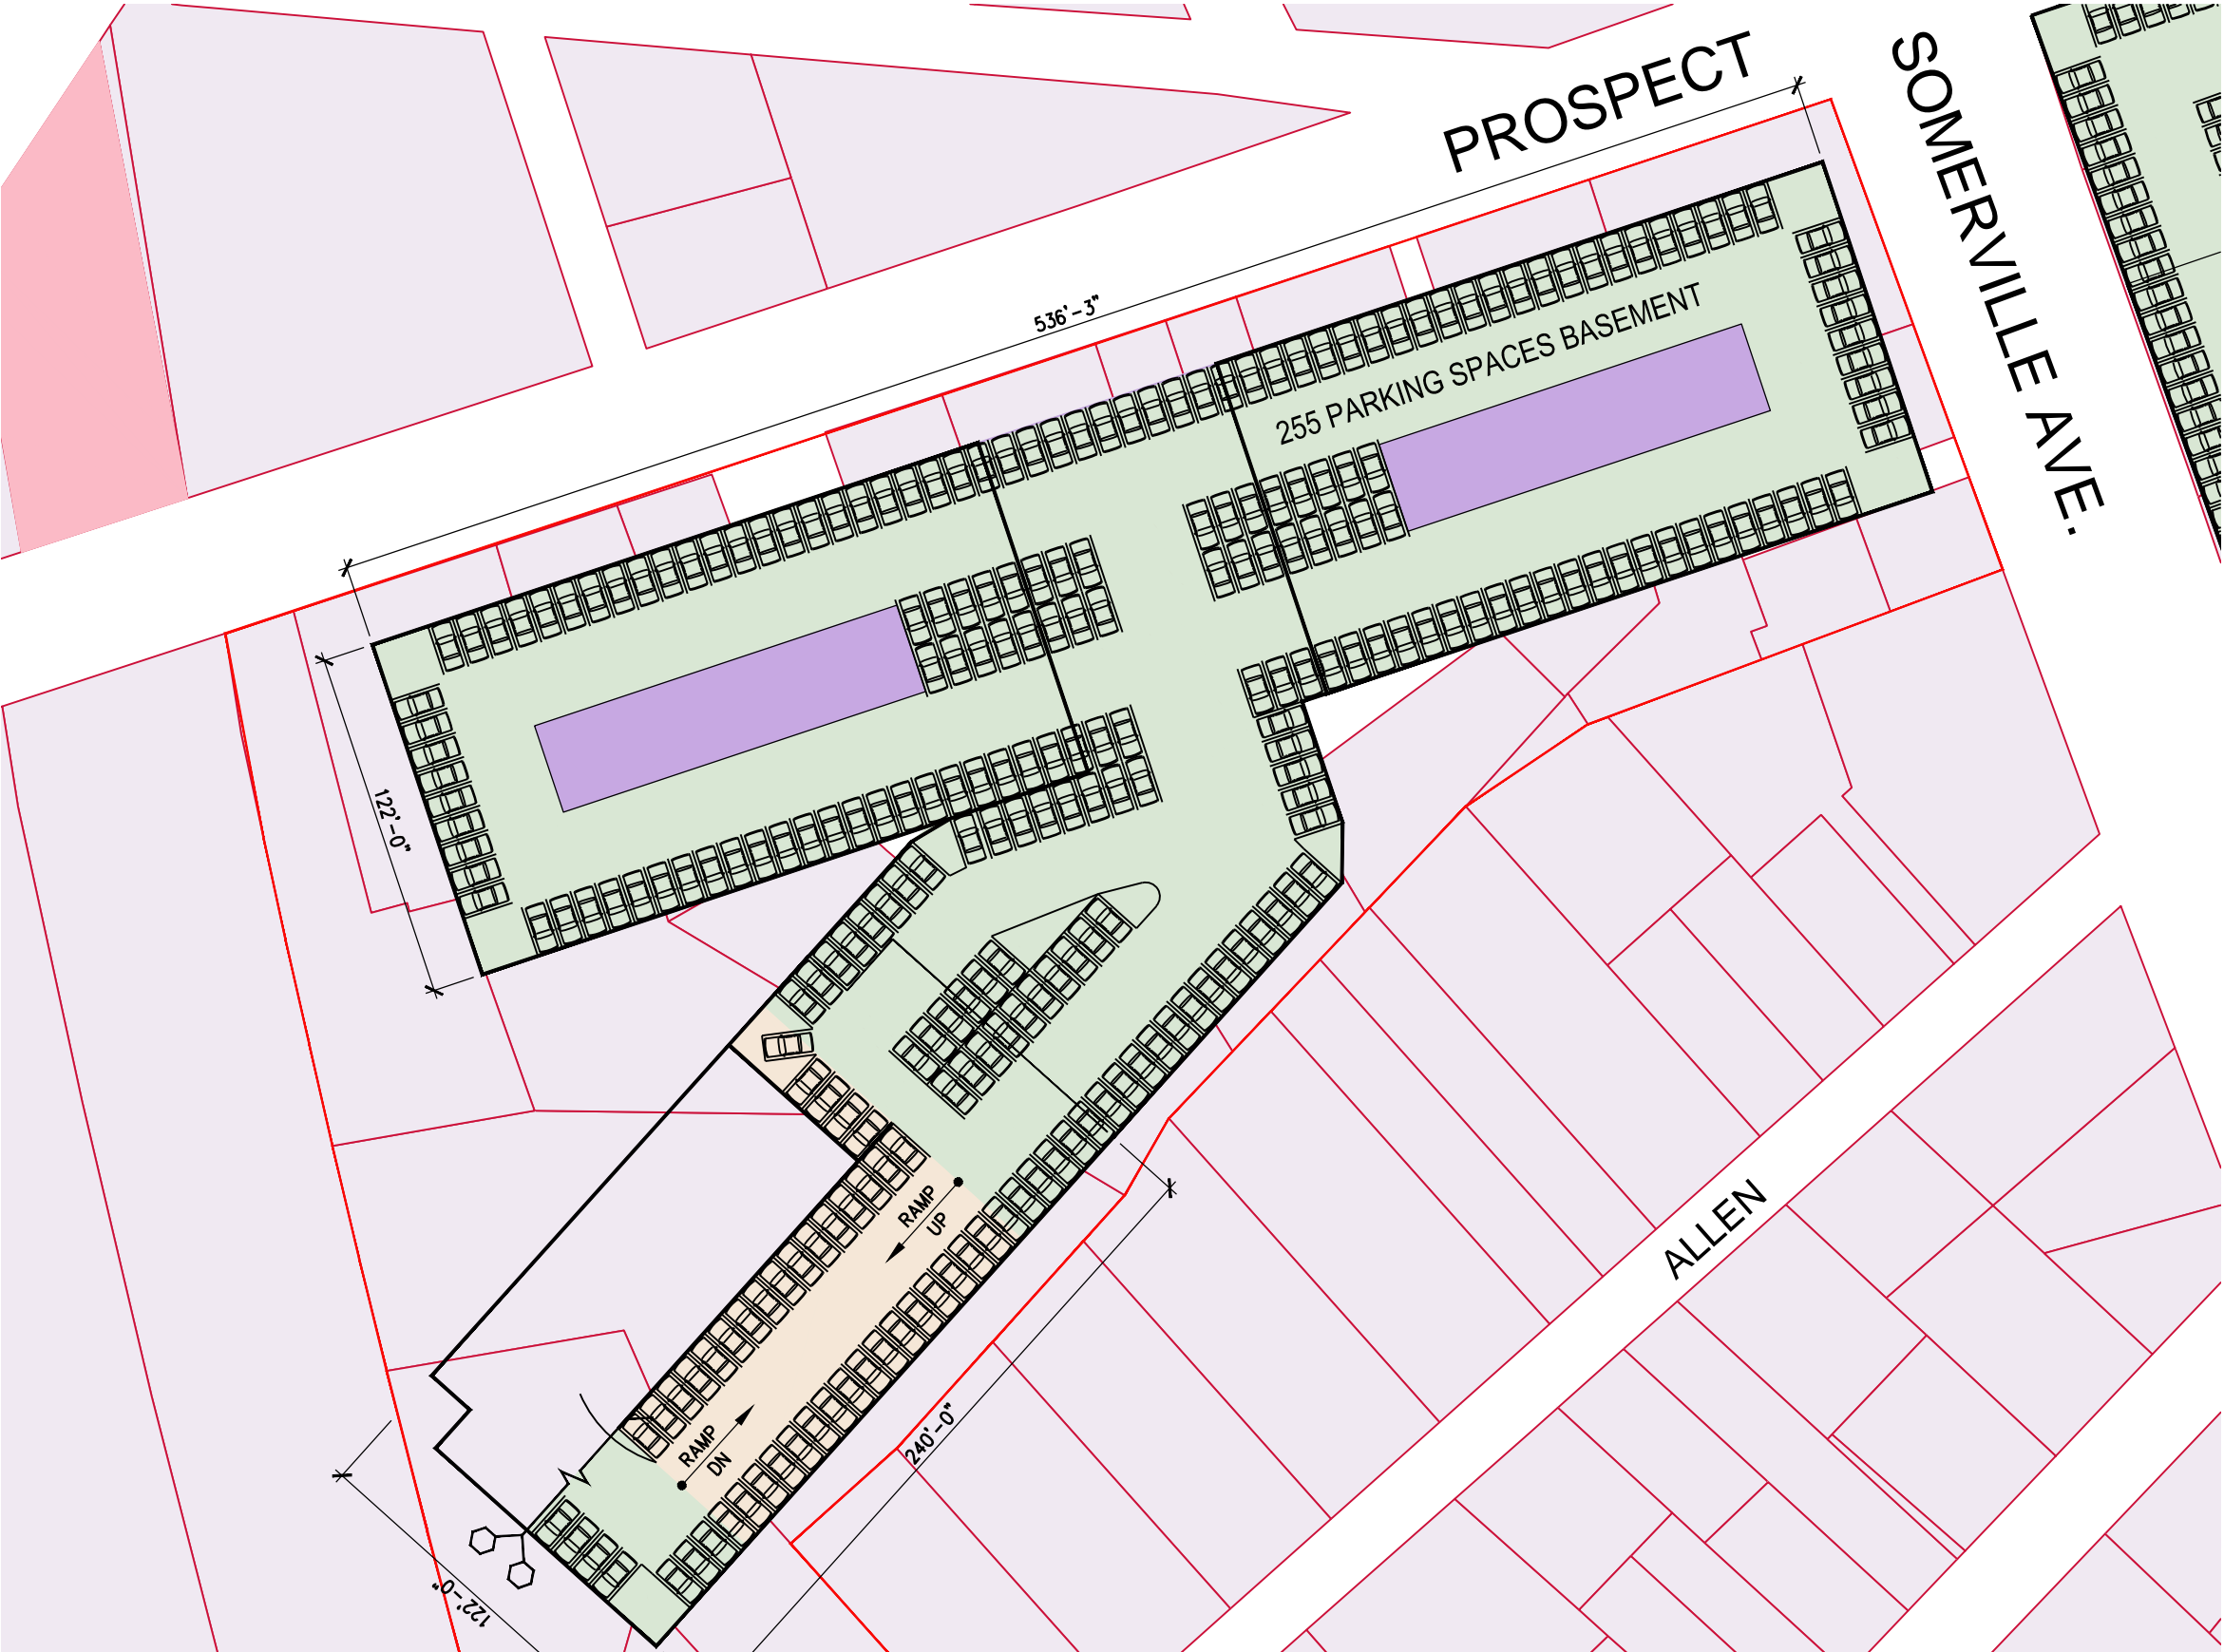 PROSPECT
SOMERVILLE AVE.
536'-3"
255 PARKING SPACES BASEMENT
122'-0"
RAMP
UP
ALLEN
RAMP
DN
240'-0"
122'-0"